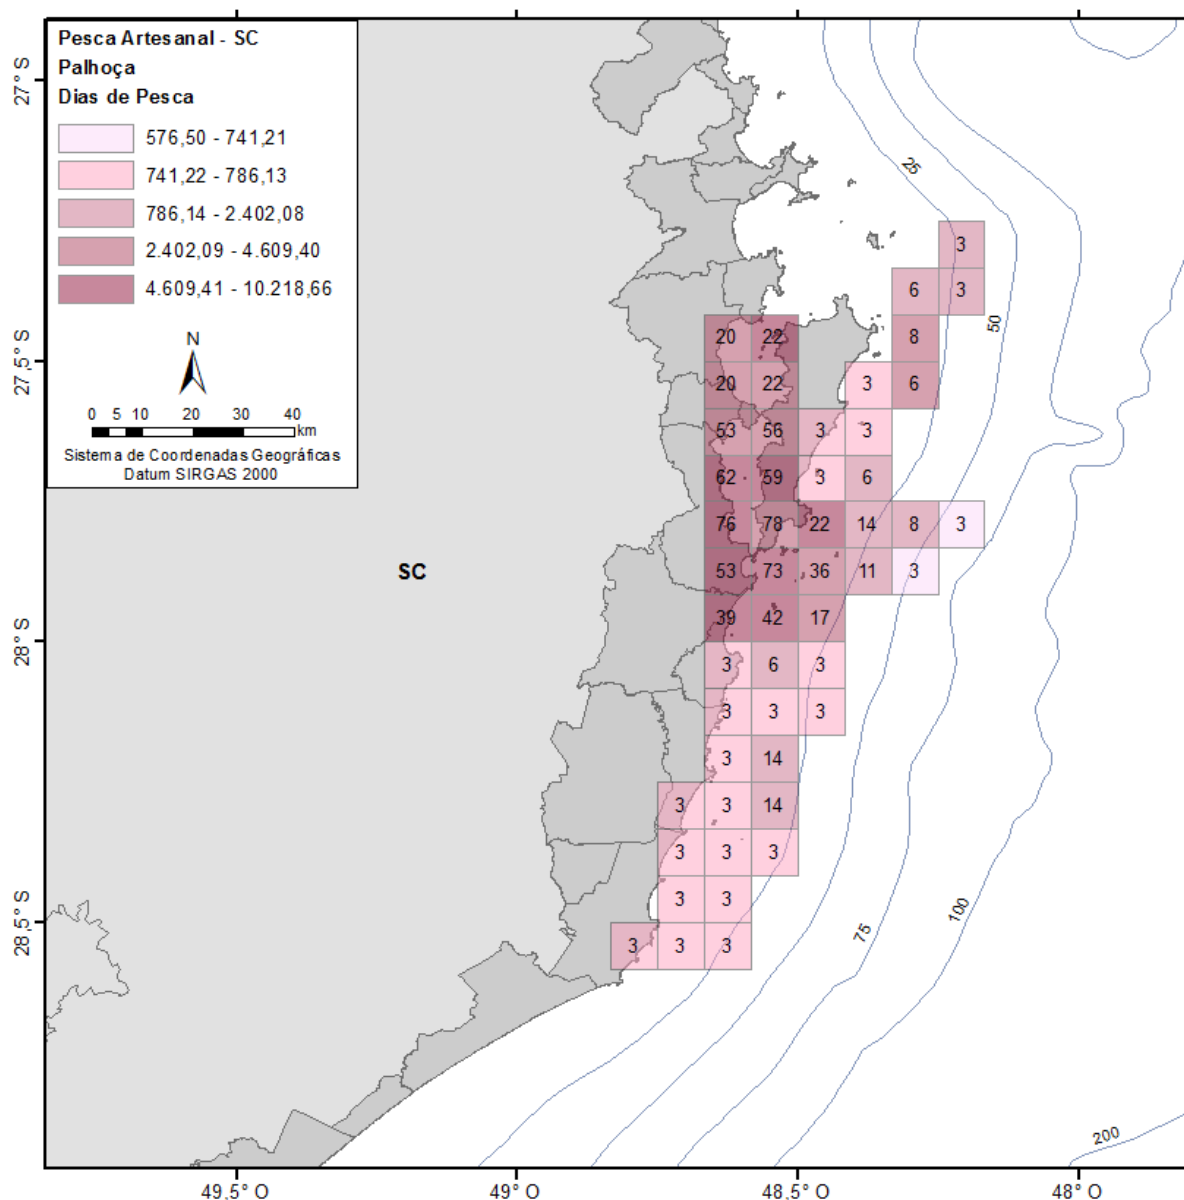 Pesca Artesanal - SC
Palhoça
Dias de Pesca
576,50 - 741,21
741,22 - 786,13
786,14 - 2.402,08
2.402,09 - 4.609,40
4.609,41 - 10.218,66
N
0 5 10 20 30 40
km
Sistema de Coordenadas Geográficas
Datum SIRGAS 2000
27° S
27,5° S
28° S
28,5° S
SC
25
50
3
6 3
20 22 8
20 22 3 6
53 56 3 3
62 59 3 6
76 78 22 14 8 3
53 73 36 11 3
39 42 17
3 6 3
3 3 3
3 14
3 3 14
3 3 3
3 3
3 3 3
75
100
200
49,5° O 49° O 48,5° O 48° O